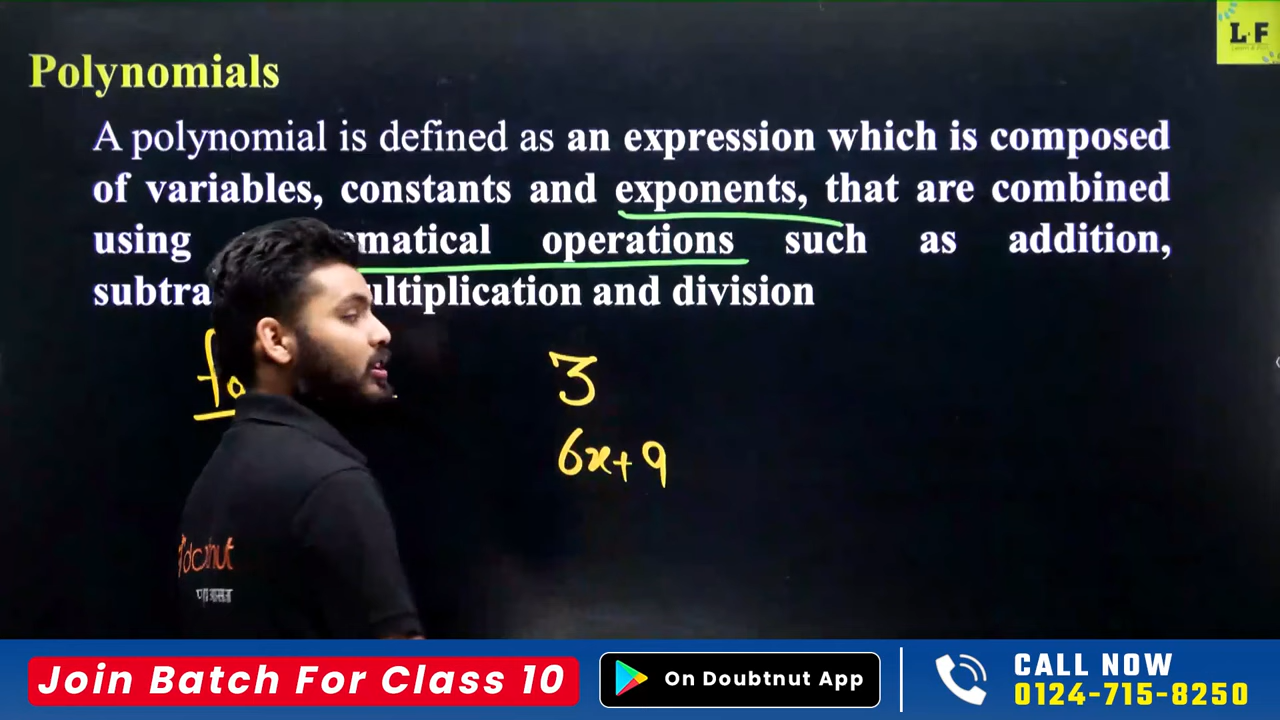 L.F
Polynomials
A polynomial is defined as an expression which is composed
of variables, constants and exponents, that are combined
using matical operations such as addition,
subtra ultiplication and division
fo
3
6x+9
Join Batch For Class 10
On Doubtnut App
CALL NOW
0124-715-8250